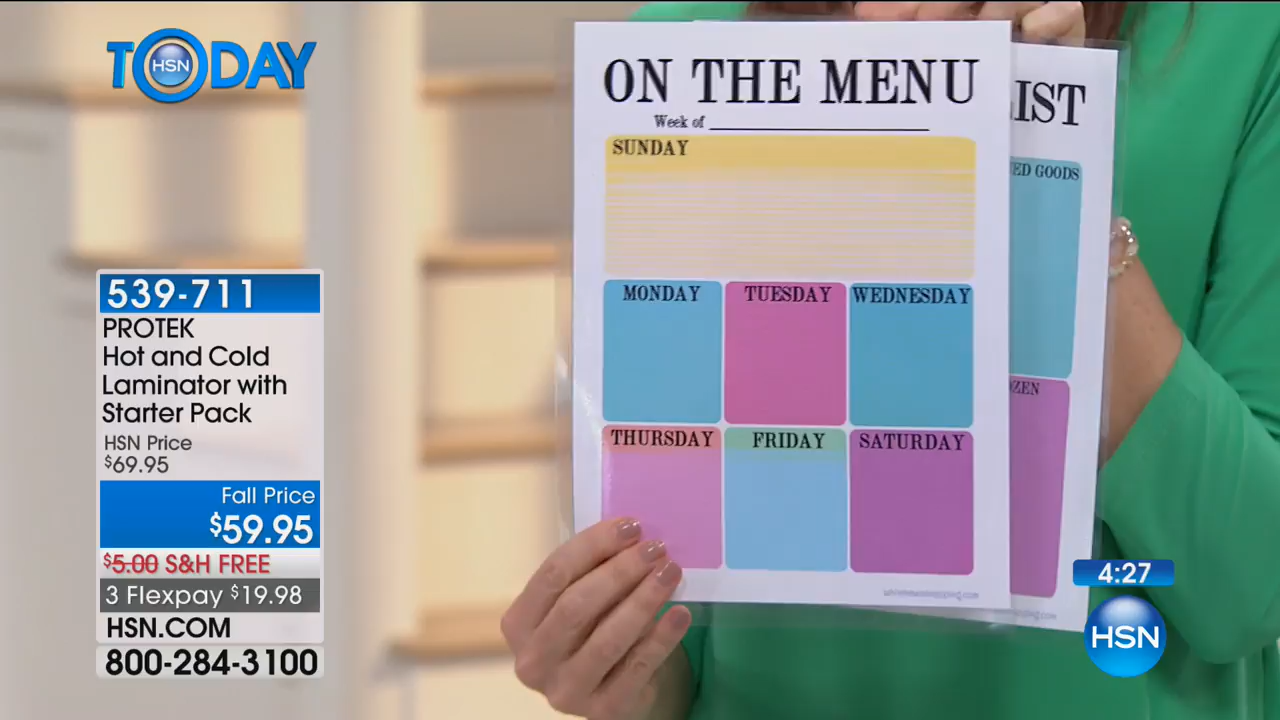 TODAY
HSN
ON THE MENU
Week of
SUNDAY
MONDAY TUESDAY WEDNESDAY
THURSDAY FRIDAY SATURDAY
IST
ED GOODS
OZEN
539-711
PROTEK
Hot and Cold
Laminator with
Starter Pack
HSN Price
$69.95
Fall Price
$59.95
$5.00 S&H FREE
3 Flexpay $19.98
HSN.COM
800-284-3100
4:27
HSN